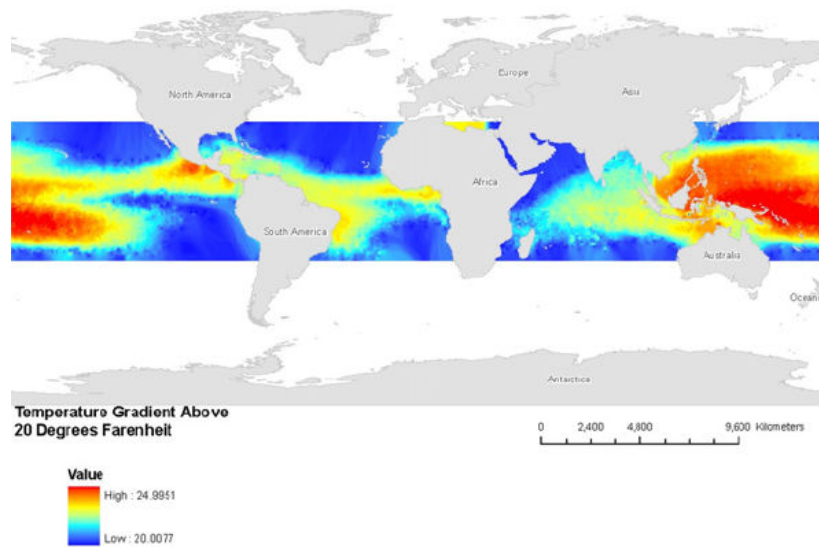 Europe
North America
Asia
Africa
South America
Australia
Oceani
Antarctica
Temperature Gradient Above
20 Degrees Farenheit
0 2,400 4,800 9,600 Kilometers
Value
High : 24.9951
Low : 20.0077